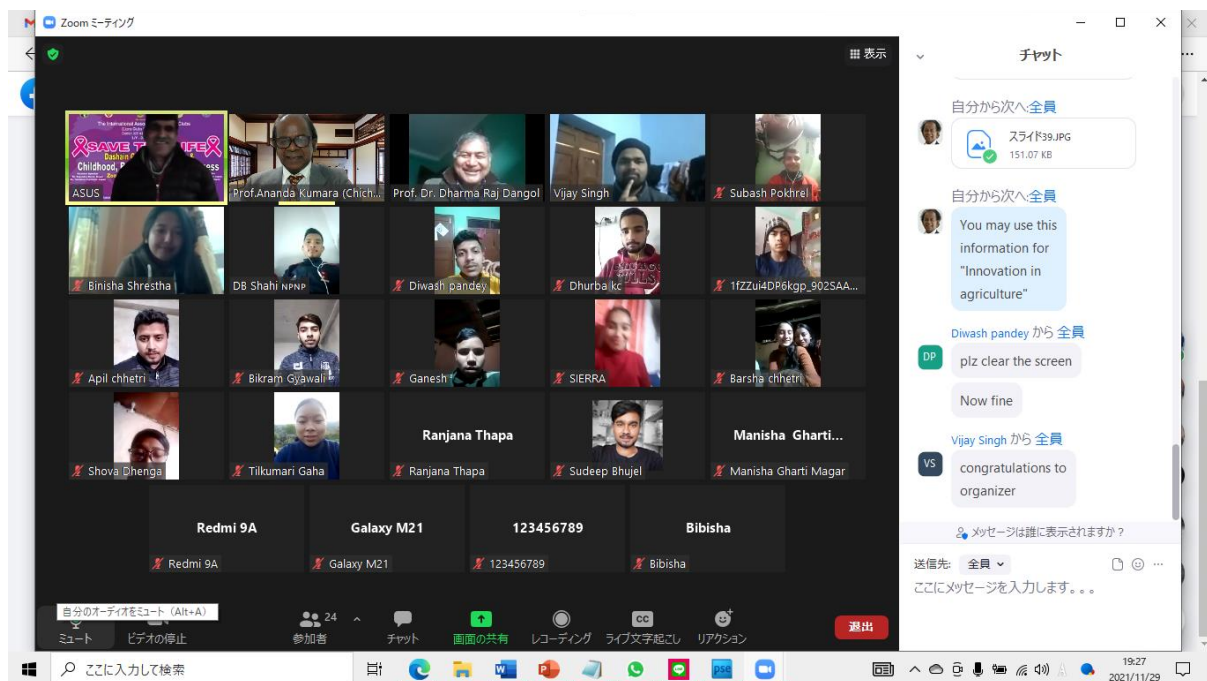 Zoom ミーティング
表示
SAVE
LIFE
Dashain
Childhood,
ASUS
Prof.Ananda Kumara (Chich...
Prof. Dr. Dharma Raj Dangol
Vijay Singh
Subash Pokhrel
Binisha Shrestha
DB Shahi NPNP
Diwash pandey
Dhurba kc
1fZZui4DP6kgp_902SAA...
Apil chhetri
Bikram Gyawali
Ganesh
SIERRA
Barsha chhetri
Shova Dhenga
Tilkumari Gaha
Ranjana Thapa
Ranjana Thapa
Sudeep Bhujel
Manisha Gharti...
Manisha Gharti Magar
Redmi 9A
Redmi 9A
Galaxy M21
Galaxy M21
123456789
123456789
Bibisha
Bibisha
自分のオーディオをミュート (Alt+A)
ミュート
ビデオの停止
24
参加者
チャット
画面の共有
レコーディング
CC
ライブ文字起こし
リアクション
退出
チャット
自分から次へ:全員
スライド39.JPG
151.07 KB
自分から次へ:全員
You may use this
information for
"Innovation in
agriculture"
Diwash pandey から 全員
DP
plz clear the screen
Now fine
Vijay Singh から 全員
VS
congratulations to
organizer
メッセージは誰に表示されますか?
送信先: 全員
ここにメッセージを入力します。。。
ここに入力して検索
pse
19:27
2021/11/29